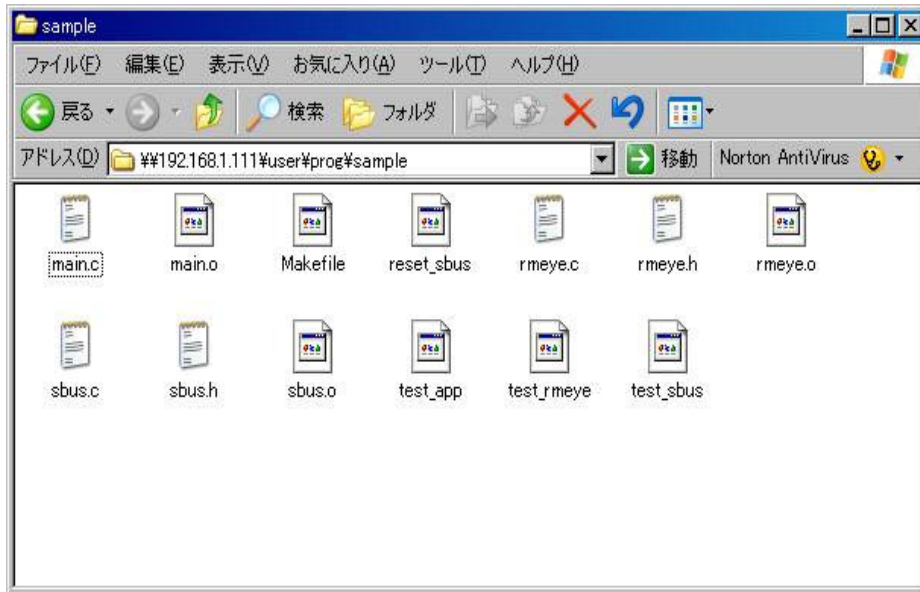 sample
ファイル(F) 編集(E) 表示(V) お気に入り(A) ツール(T) ヘルプ(H)
戻る 検索 フォルダ
アドレス(D) ¥¥192.168.1.111¥user¥prog¥sample 移動 Norton AntiVirus
main.c main.o Makefile reset_sbus rmeye.c rmeye.h rmeye.o
sbus.c sbus.h sbus.o test_app test_rmeye test_sbus